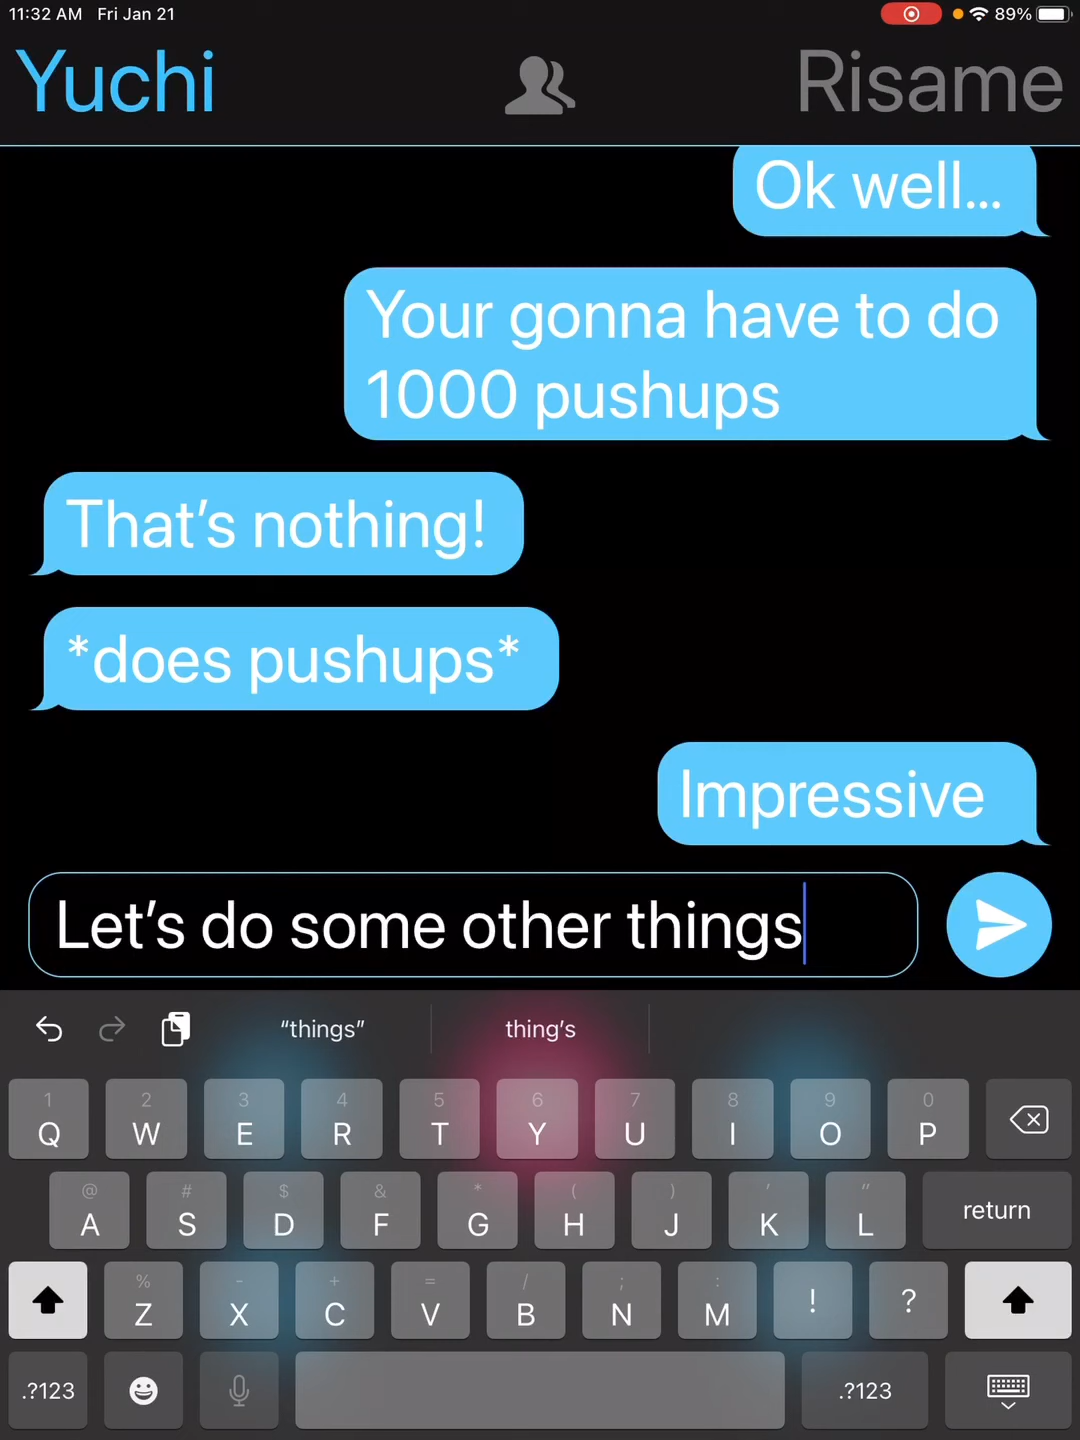 11:32 AM Fri Jan 21 89%
Yuchi Risame
Ok well...
Your gonna have to do
1000 pushups
That’s nothing!
*does pushups*
Impressive
Let’s do some other things
“things” thing’s
1 2 3 4 5 6 7 8 9 0
Q W E R T Y U I O P
@ # $ & * ( ) ’ ”
A S D F G H J K L return
% - + = / ; :
Z X C V B N M ! ?
.?123 .?123